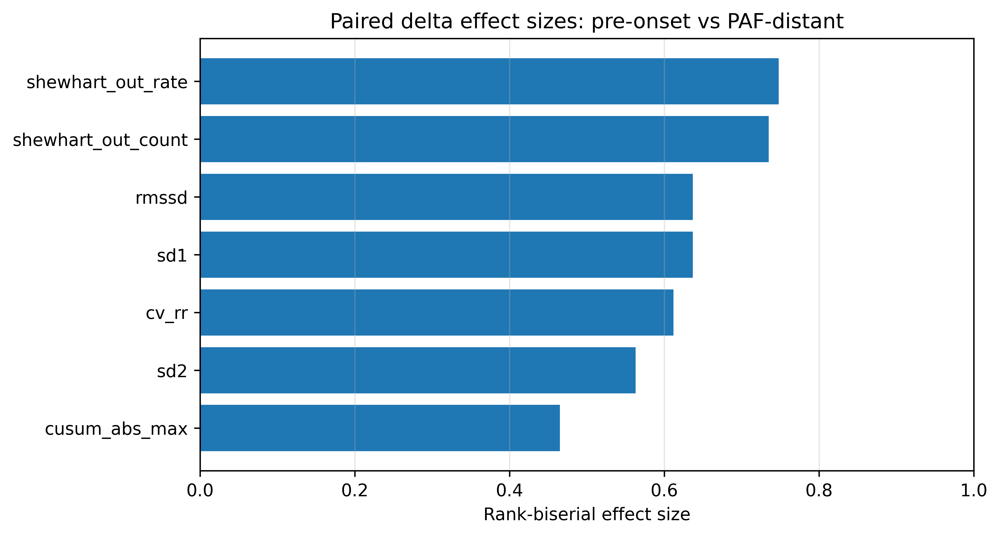 Paired delta effect sizes: pre-onset vs PAF-distant
shewhart_out_rate
shewhart_out_count
rmssd
sd1
cv_rr
sd2
cusum_abs_max
0.0 0.2 0.4 0.6 0.8 1.0
Rank-biserial effect size